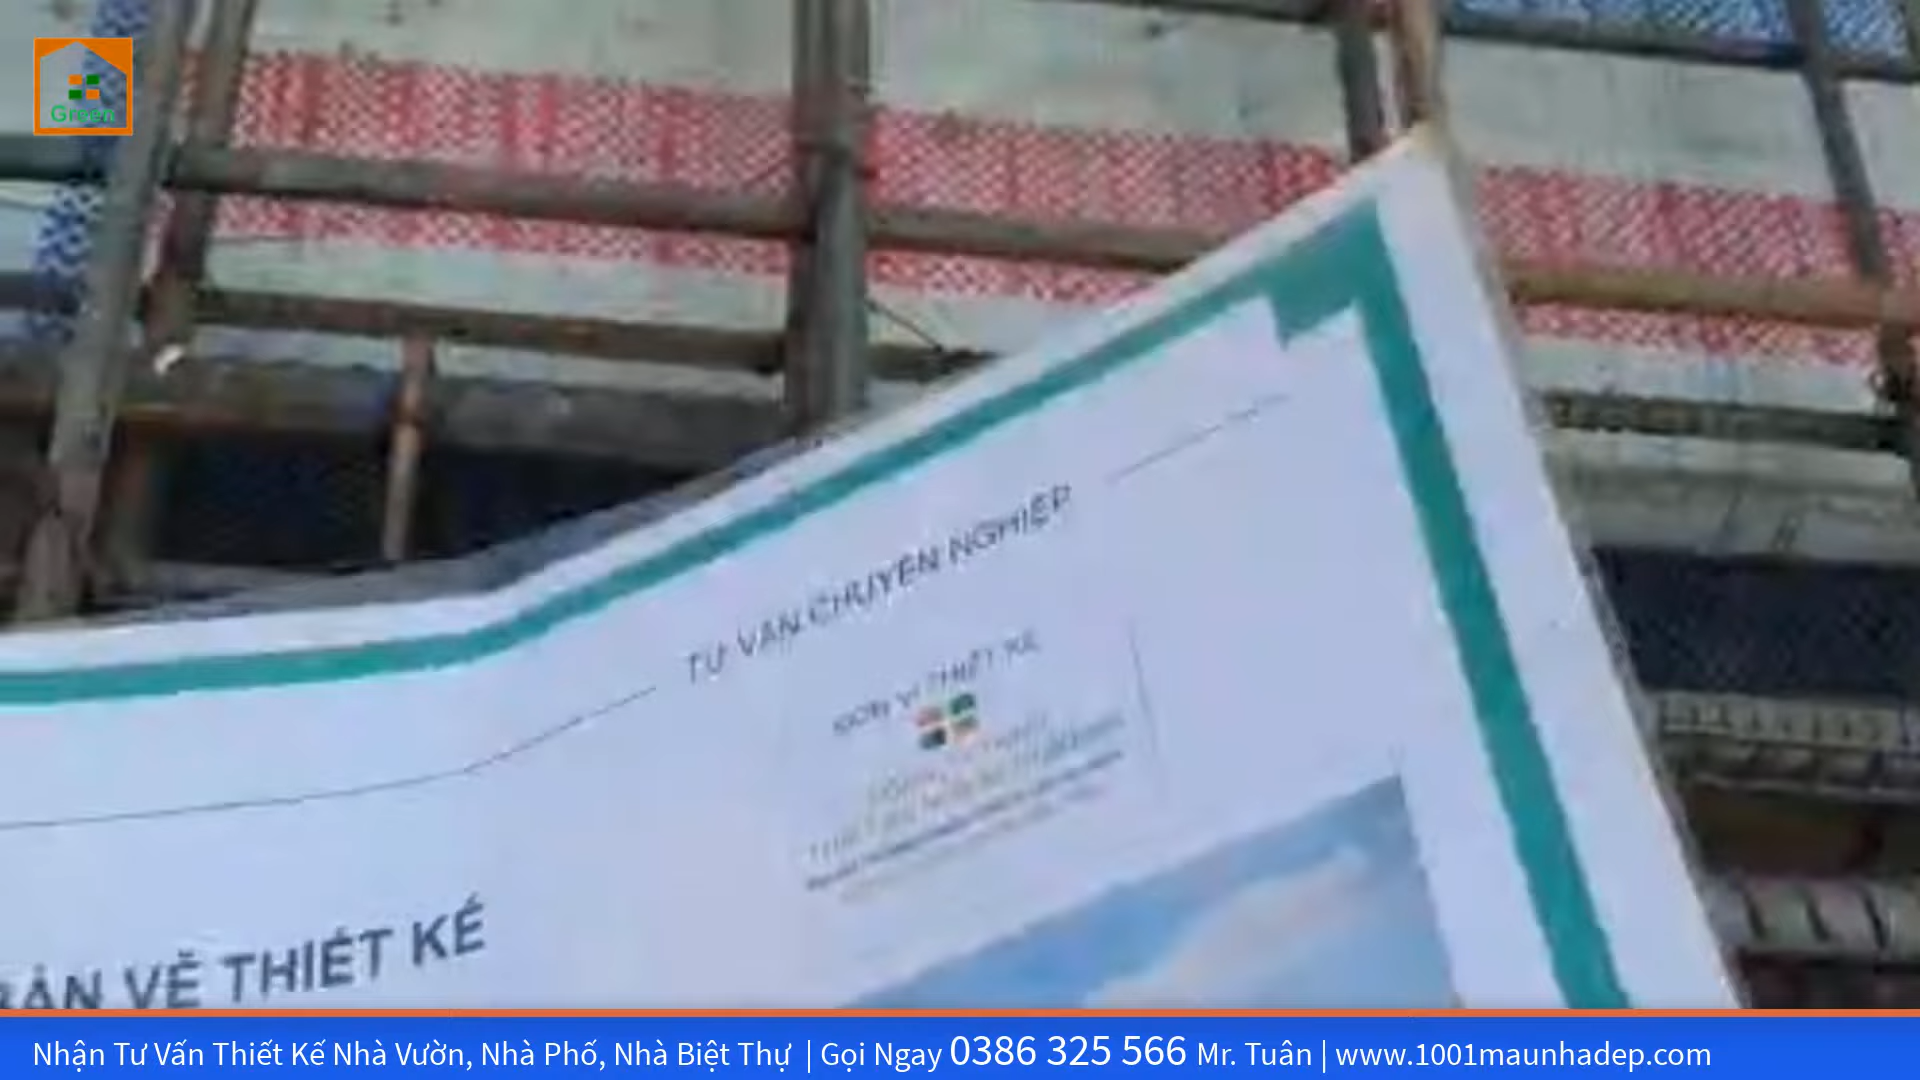 Green
TƯ VẤN CHUYÊN NGHIỆP
ĐƠN VỊ THIẾT KẾ
BẢN VẼ THIẾT KẾ
Nhận Tư Vấn Thiết Kế Nhà Vườn, Nhà Phố, Nhà Biệt Thự | Gọi Ngay 0386 325 566 Mr. Tuân | www.1001maunhadep.com